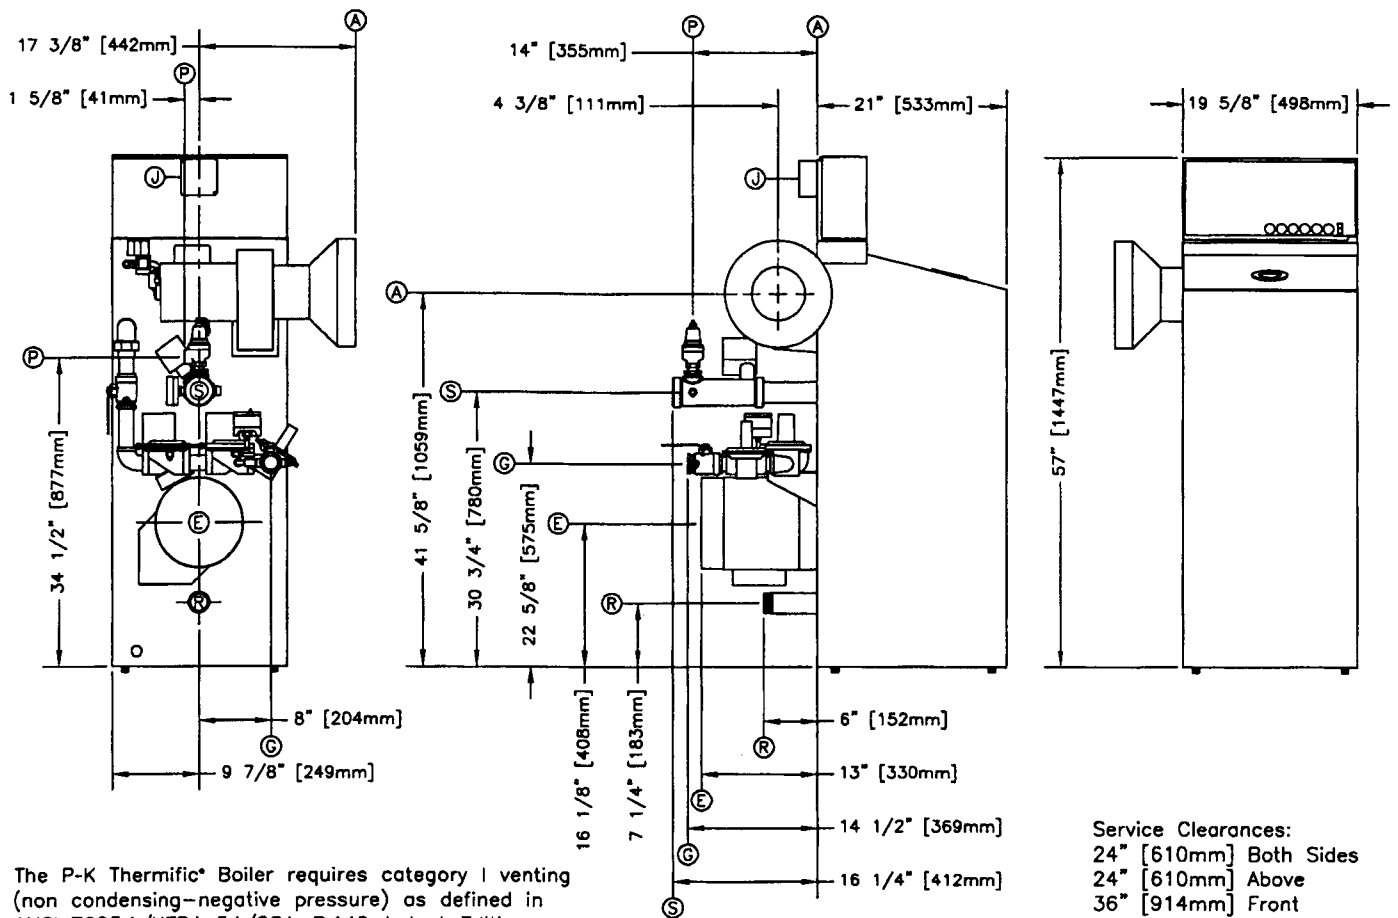 A
17 3/8" [442mm]
P
1 5/8" [41mm]
J
P
S
E
R
34 1/2" [877mm]
8" [204mm]
G
9 7/8" [249mm]
P
A
14" [355mm]
4 3/8" [111mm]
21" [533mm]
J
A
S
G
E
R
41 5/8" [1059mm]
30 3/4" [780mm]
22 5/8" [575mm]
16 1/8" [408mm]
7 1/4" [183mm]
6" [152mm]
R
13" [330mm]
E
14 1/2" [369mm]
G
16 1/4" [412mm]
S
19 5/8" [498mm]
57" [1447mm]
The P-K Thermific® Boiler requires category I venting
(non condensing-negative pressure) as defined in
Service Clearances:
24" [610mm] Both Sides
24" [610mm] Above
36" [914mm] Front